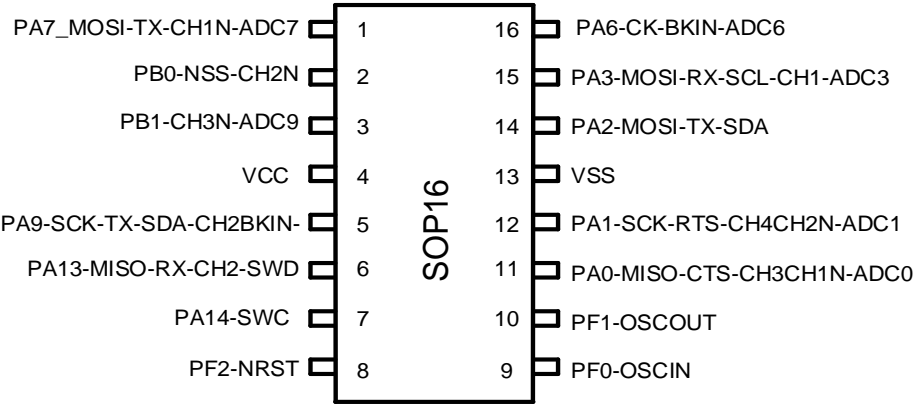 PA7_MOSI-TX-CH1N-ADC7 1 16 PA6-CK-BKIN-ADC6
PB0-NSS-CH2N 2 15 PA3-MOSI-RX-SCL-CH1-ADC3
PB1-CH3N-ADC9 3 14 PA2-MOSI-TX-SDA
VCC 4 13 VSS
PA9-SCK-TX-SDA-CH2BKIN- 5 12 PA1-SCK-RTS-CH4CH2N-ADC1
PA13-MISO-RX-CH2-SWD 6 11 PA0-MISO-CTS-CH3CH1N-ADC0
PA14-SWC 7 10 PF1-OSCOUT
PF2-NRST 8 9 PF0-OSCIN
SOP16